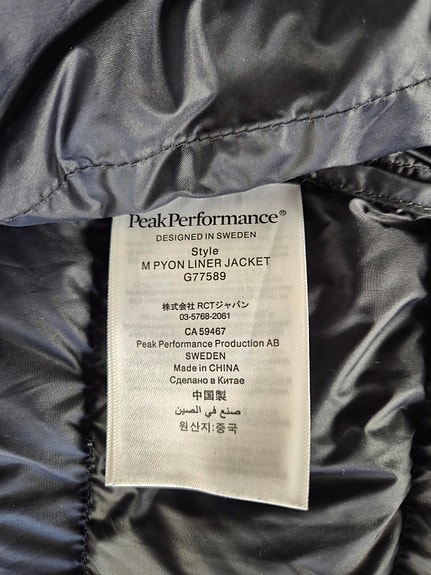 PeakPerformance®
DESIGNED IN SWEDEN
Style
M PYON LINER JACKET
G77589
株式会社 RCTジャパン
03-5768-2061
CA 59467
Peak Performance Production AB
SWEDEN
Made in CHINA
Сделано в Китае
中国製
صنع في الصين
원산지:중국